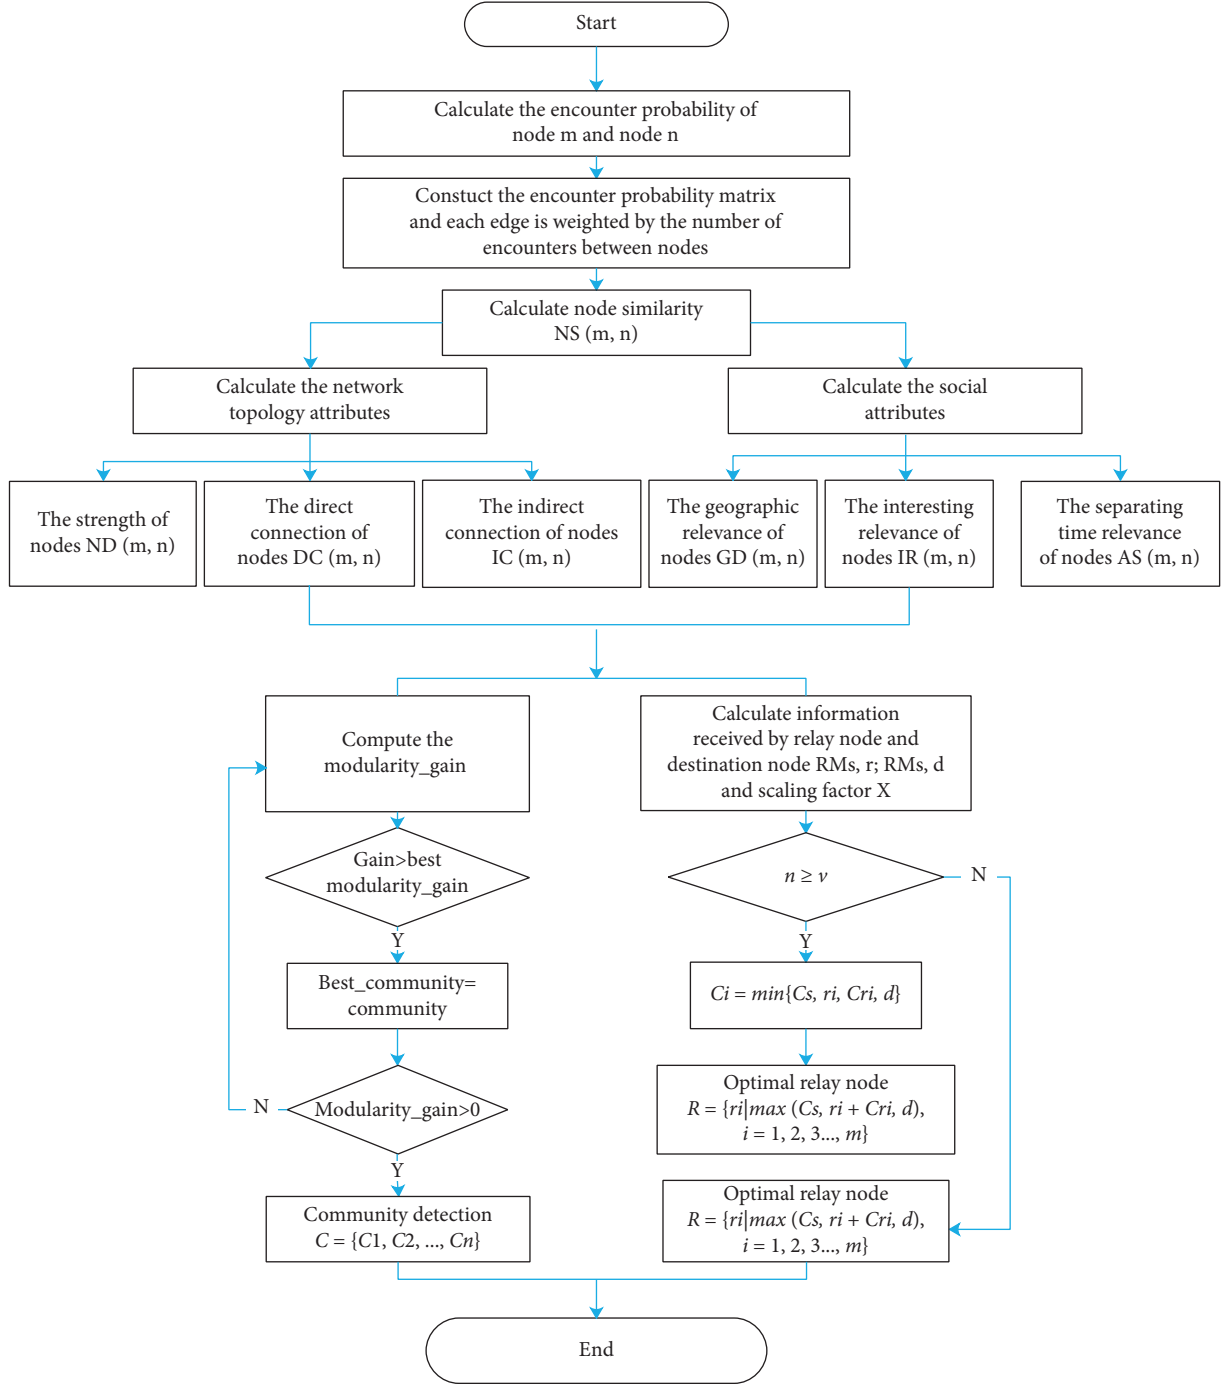 Start
Calculate the encounter probability of
node m and node n
Constuct the encounter probability matrix
and each edge is weighted by the number of
encounters between nodes
Calculate node similarity
NS (m, n)
Calculate the network
topology attributes
Calculate the social
attributes
The strength of
nodes ND (m, n)
The direct
connection of
nodes DC (m, n)
The indirect
connection of nodes
IC (m, n)
The geographic
relevance of
nodes GD (m, n)
The interesting
relevance of
nodes IR (m, n)
The separating
time relevance
of nodes AS (m, n)
Compute the
modularity_gain
Gain>best
modularity_gain
Y
Best_community=
community
Modularity_gain>0
N
Y
Community detection
C = {C1, C2, ..., Cn}
Calculate information
received by relay node and
destination node RMs, r; RMs, d
and scaling factor X
n ≥ v
N
Y
Ci = min{Cs, ri, Cri, d}
Optimal relay node
R = {ri|max (Cs, ri + Cri, d),
i = 1, 2, 3..., m}
Optimal relay node
R = {ri|max (Cs, ri + Cri, d),
i = 1, 2, 3..., m}
End